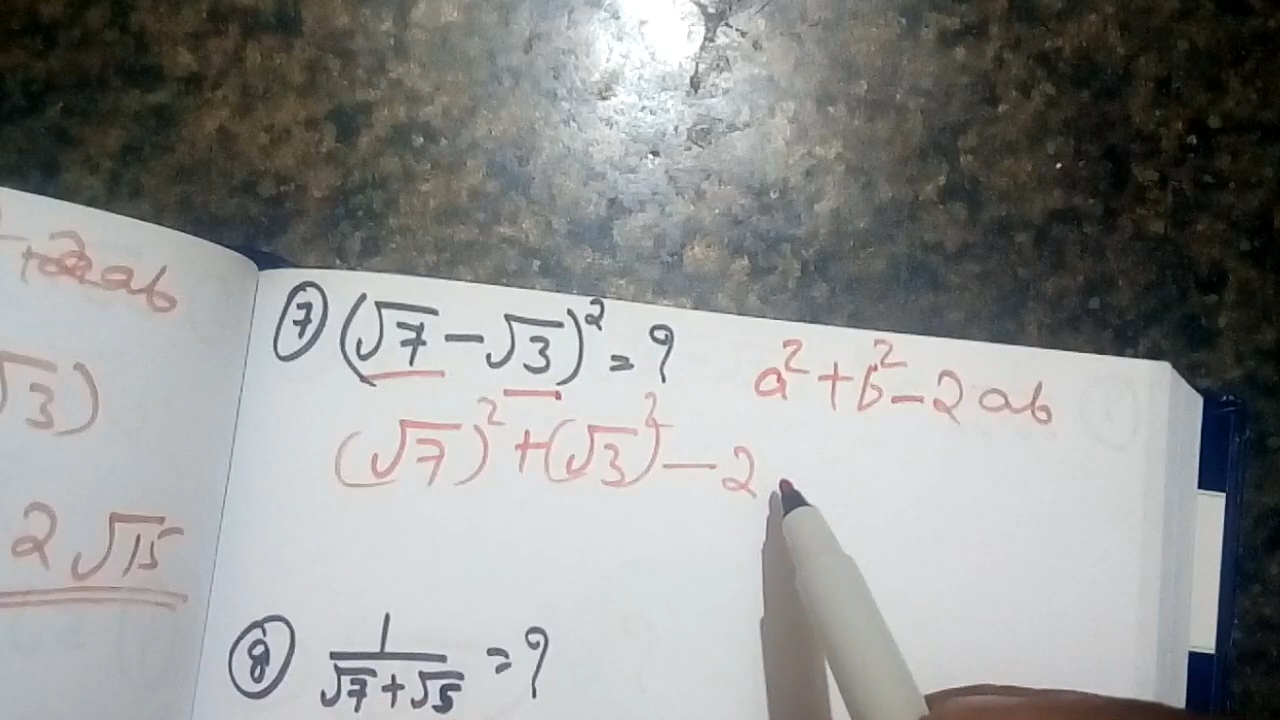 +2ab
√3)
2√15
⑦ (√7-√3)² = ?
a²+b²-2ab
(√7)²+(√3)²-2
⑧ 1/(√7+√5) = ?